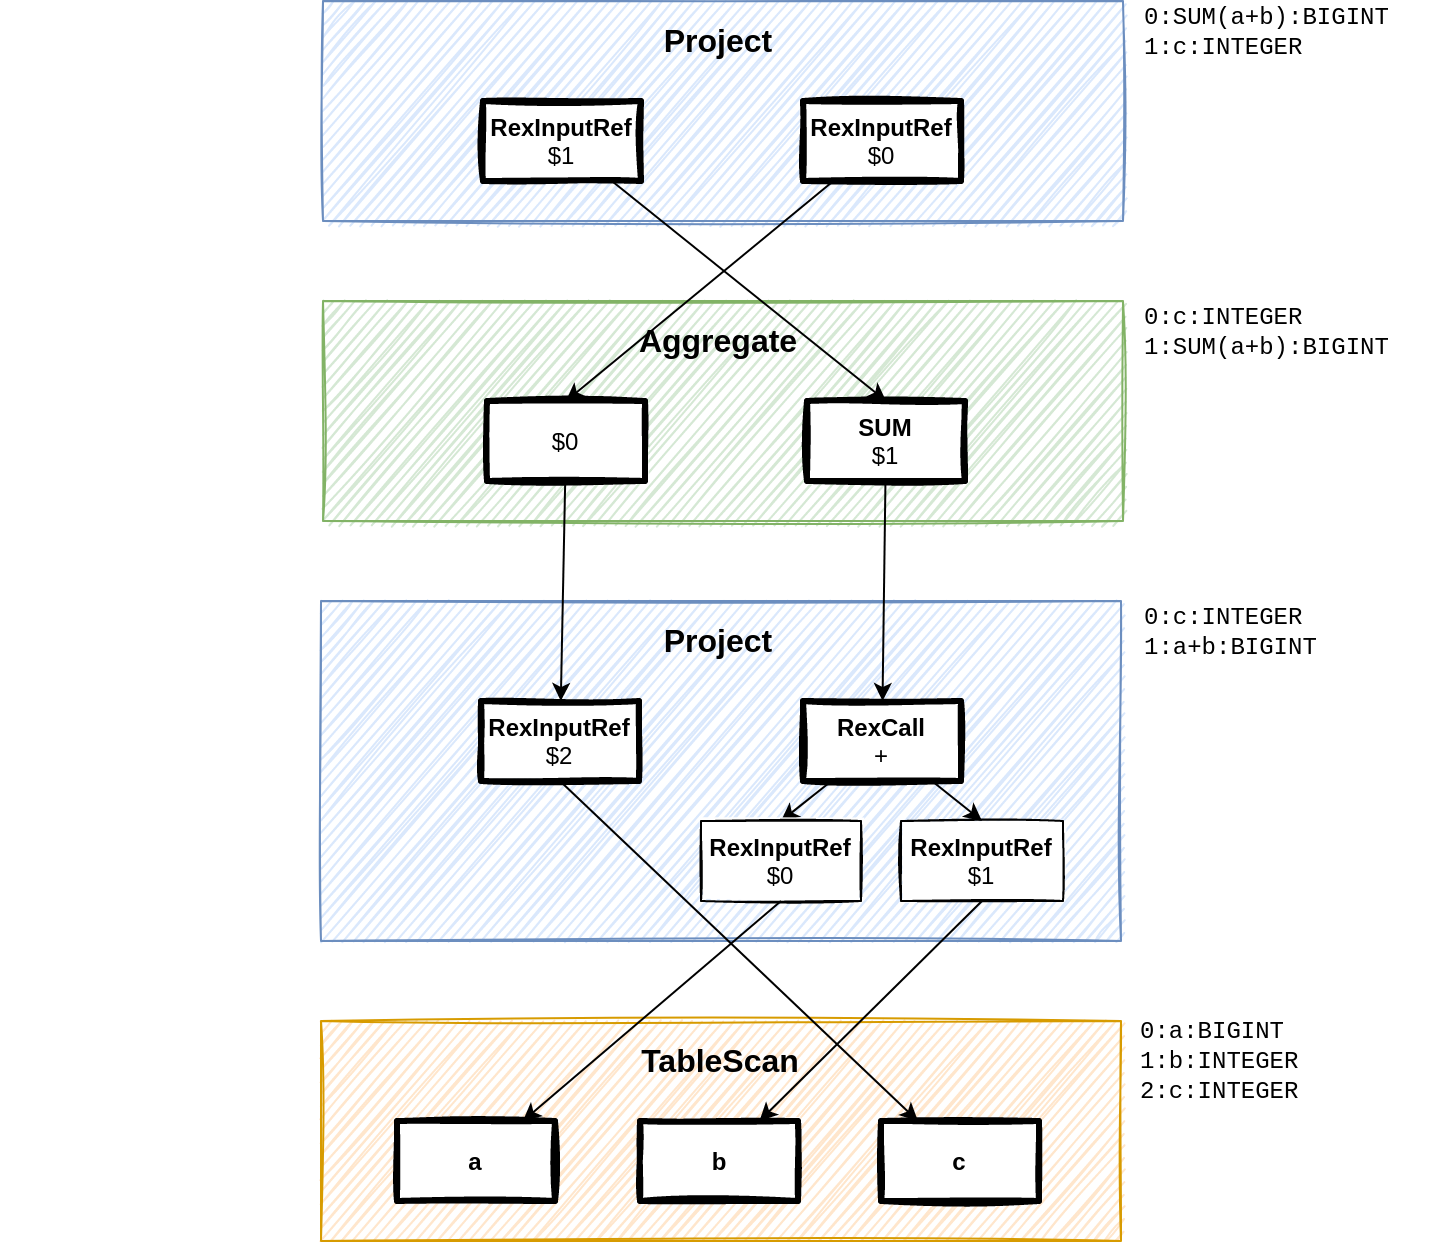 Project
0:SUM(a+b):BIGINT
1:c:INTEGER
RexInputRef
$1
RexInputRef
$0
Aggregate
0:c:INTEGER
1:SUM(a+b):BIGINT
$0
SUM
$1
Project
0:c:INTEGER
1:a+b:BIGINT
RexInputRef
$2
RexCall
+
RexInputRef
$0
RexInputRef
$1
TableScan
0:a:BIGINT
1:b:INTEGER
2:c:INTEGER
a
b
c